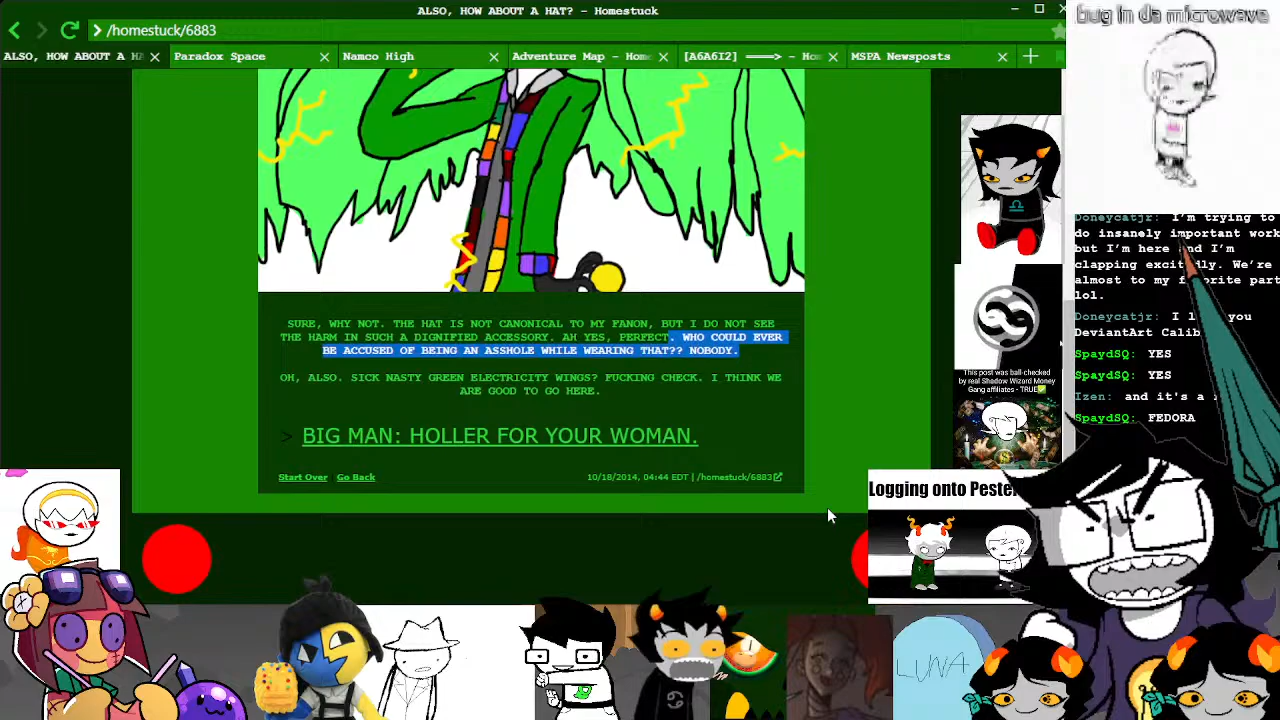 ALSO, HOW ABOUT A HAT? - Homestuck
/homestuck/6883
ALSO, HOW ABOUT A HA
Paradox Space
Namco High
Adventure Map - Hom
[A6A6I2] ===> - Ho
MSPA Newsposts
bug in da microwave
SURE, WHY NOT. THE HAT IS NOT CANONICAL TO MY FANON, BUT I DO NOT SEE
THE HARM IN SUCH A DIGNIFIED ACCESSORY. AH YES, PERFECT. WHO COULD EVER
BE ACCUSED OF BEING AN ASSHOLE WHILE WEARING THAT?? NOBODY.
OH, ALSO. SICK NASTY GREEN ELECTRICITY WINGS? FUCKING CHECK. I THINK WE
ARE GOOD TO GO HERE.
> BIG MAN: HOLLER FOR YOUR WOMAN.
Start Over | Go Back
10/18/2014, 04:44 EDT | /homestuck/6883
Doneycatjr: I'm trying to
do insanely important work
but I'm here and I'm
clapping excitedly. We're
almost to my favorite part
lol.
Doneycatjr: I you
DeviantArt Calib
SpaydSQ: YES
SpaydSQ: YES
Izen: and it's a
SpaydSQ: FEDORA
This post was ball-checked
by real Shadow Wizard Money
Gang affiliates - TRUE
Logging onto Peste
LUNA